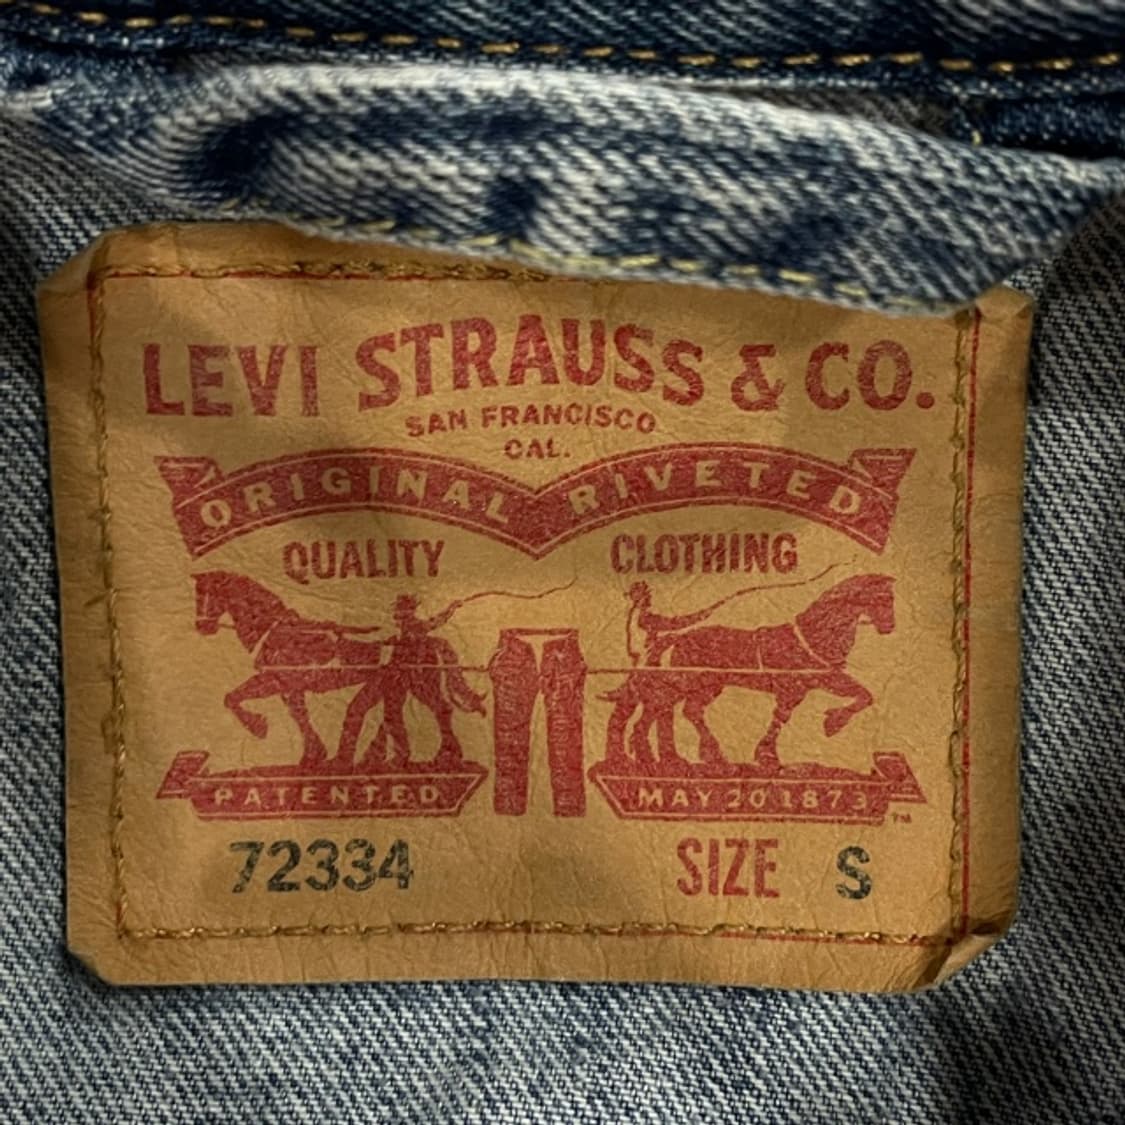 LEVI STRAUSS & CO.
SAN FRANCISCO
CAL.
ORIGINAL RIVETED
QUALITY CLOTHING
PATENTED MAY 20 1873 ™
72334 SIZE S